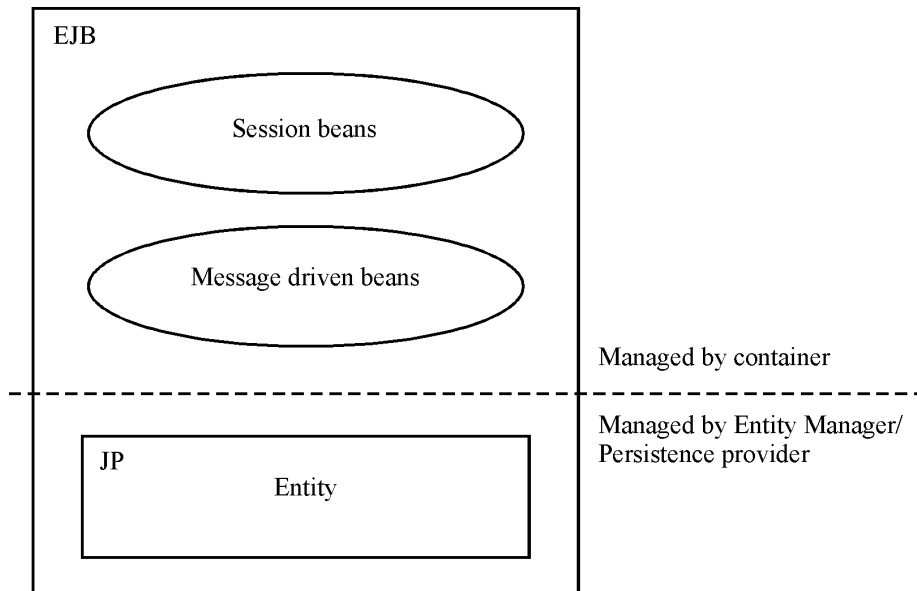 EJB
Session beans
Message driven beans
Managed by container
Managed by Entity Manager/
Persistence provider
JP
Entity